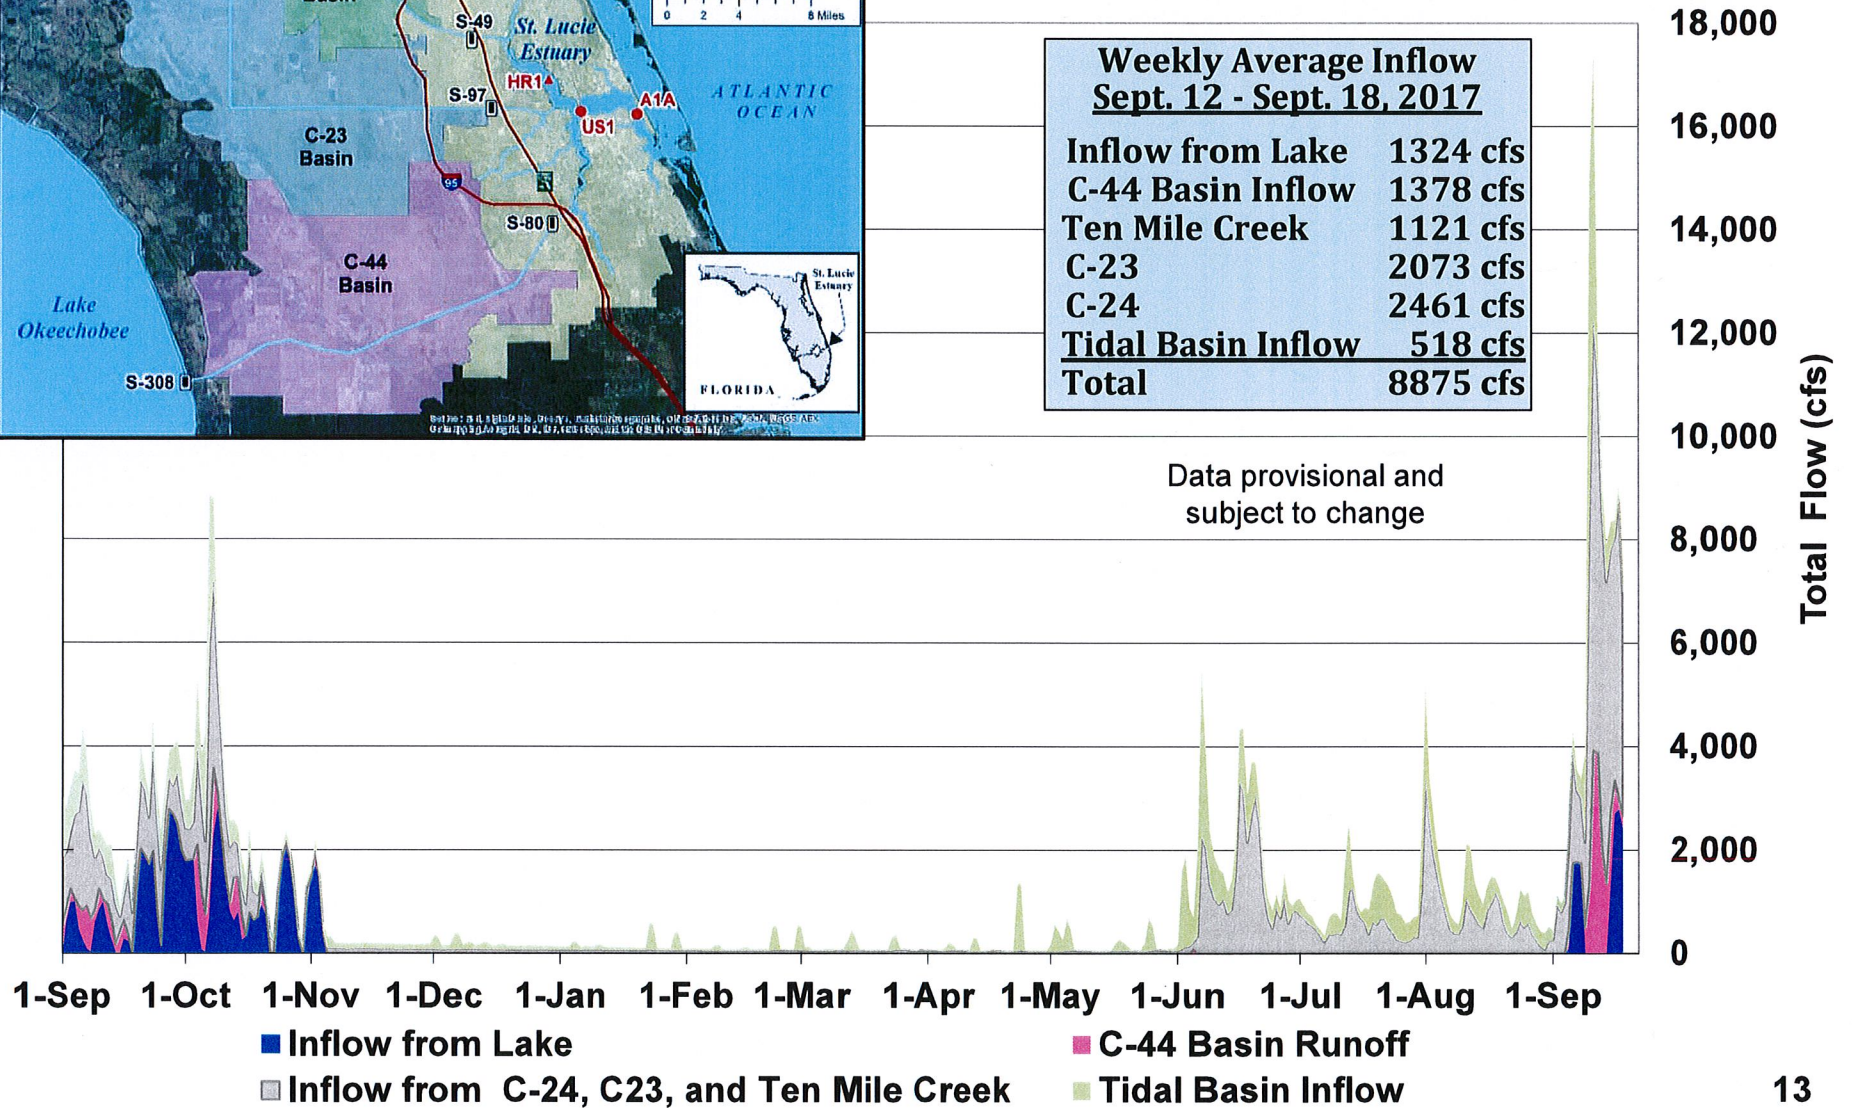 S-49
St. Lucie
Estuary
HR1
S-97
A1A
US1
ATLANTIC
OCEAN
C-23
Basin
95
S-80
C-44
Basin
Lake
Okeechobee
S-308
St. Lucie
Estuary
FLORIDA
0 2 4 8 Miles
Weekly Average Inflow
Sept. 12 - Sept. 18, 2017
Inflow from Lake 1324 cfs
C-44 Basin Inflow 1378 cfs
Ten Mile Creek 1121 cfs
C-23 2073 cfs
C-24 2461 cfs
Tidal Basin Inflow 518 cfs
Total 8875 cfs
Data provisional and
subject to change
18,000
16,000
14,000
12,000
10,000
8,000
6,000
4,000
2,000
0
Total Flow (cfs)
1-Sep 1-Oct 1-Nov 1-Dec 1-Jan 1-Feb 1-Mar 1-Apr 1-May 1-Jun 1-Jul 1-Aug 1-Sep
Inflow from Lake
C-44 Basin Runoff
Inflow from C-24, C23, and Ten Mile Creek
Tidal Basin Inflow
13